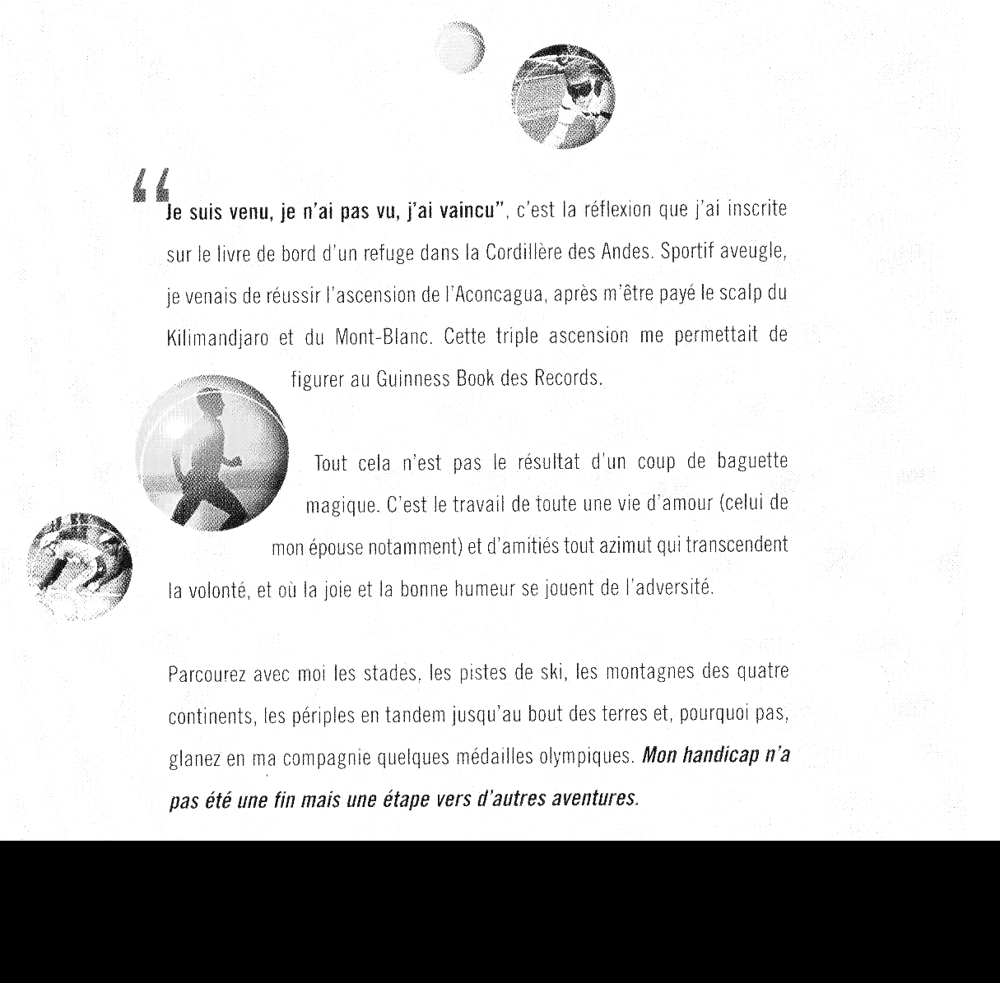 “Je suis venu, je n'ai pas vu, j'ai vaincu”, c'est la réflexion que j'ai inscrite
sur le livre de bord d'un refuge dans la Cordillère des Andes. Sportif aveugle,
je venais de réussir l'ascension de l'Aconcagua, après m'être payé le scalp du
Kilimandjaro et du Mont-Blanc. Cette triple ascension me permettait de
figurer au Guinness Book des Records.
Tout cela n'est pas le résultat d'un coup de baguette
magique. C'est le travail de toute une vie d'amour (celui de
mon épouse notamment) et d'amitiés tout azimut qui transcendent
la volonté, et où la joie et la bonne humeur se jouent de l'adversité.
Parcourez avec moi les stades, les pistes de ski, les montagnes des quatre
continents, les périples en tandem jusqu'au bout des terres et, pourquoi pas,
glanez en ma compagnie quelques médailles olympiques. Mon handicap n'a
pas été une fin mais une étape vers d'autres aventures.